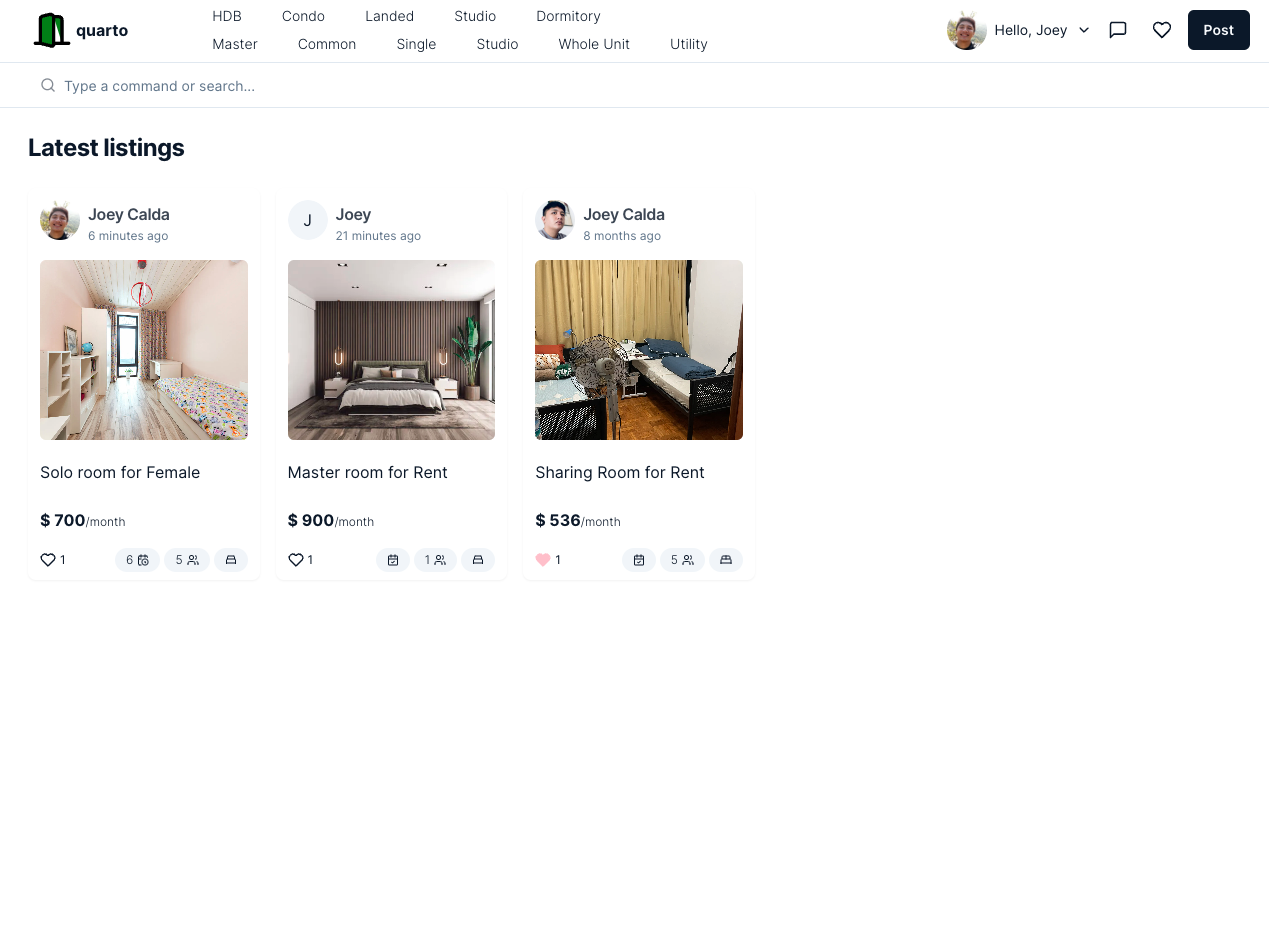 quarto
HDB Condo Landed Studio Dormitory
Master Common Single Studio Whole Unit Utility
Hello, Joey
Post
Type a command or search...
Latest listings
Joey Calda
6 minutes ago
Solo room for Female
$ 700/month
1 6 5
J
Joey
21 minutes ago
Master room for Rent
$ 900/month
1 1
Joey Calda
8 months ago
Sharing Room for Rent
$ 536/month
1 5